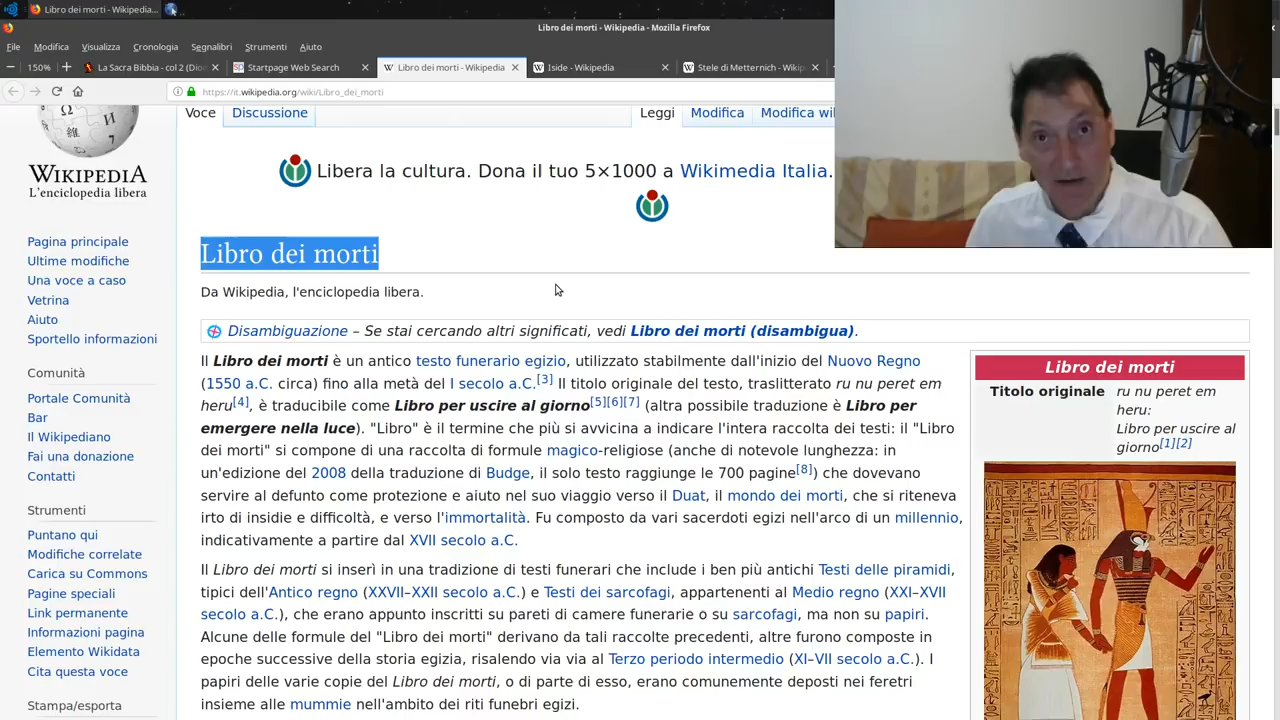 Libro dei morti - Wikipedia...
Libro dei morti - Wikipedia - Mozilla Firefox
File Modifica Visualizza Cronologia Segnalibri Strumenti Aiuto
150% La Sacra Bibbia - col 2 (Diod Startpage Web Search Libro dei morti - Wikipedia Iside - Wikipedia Stele di Metternich - Wikip
https://it.wikipedia.org/wiki/Libro_dei_morti
Voce Discussione Leggi Modifica Modifica wil
WIKIPEDIA
L'enciclopedia libera
Libera la cultura. Dona il tuo 5×1000 a Wikimedia Italia.
Pagina principale
Ultime modifiche
Una voce a caso
Vetrina
Aiuto
Sportello informazioni
Comunità
Portale Comunità
Bar
Il Wikipediano
Fai una donazione
Contatti
Strumenti
Puntano qui
Modifiche correlate
Carica su Commons
Pagine speciali
Link permanente
Informazioni pagina
Elemento Wikidata
Cita questa voce
Stampa/esporta
Libro dei morti
Da Wikipedia, l'enciclopedia libera.
Disambiguazione – Se stai cercando altri significati, vedi Libro dei morti (disambigua).
Il Libro dei morti è un antico testo funerario egizio, utilizzato stabilmente dall'inizio del Nuovo Regno
(1550 a.C. circa) fino alla metà del I secolo a.C.[3] Il titolo originale del testo, traslitterato ru nu peret em
heru[4], è traducibile come Libro per uscire al giorno[5][6][7] (altra possibile traduzione è Libro per
emergere nella luce). "Libro" è il termine che più si avvicina a indicare l'intera raccolta dei testi: il "Libro
dei morti" si compone di una raccolta di formule magico-religiose (anche di notevole lunghezza: in
un'edizione del 2008 della traduzione di Budge, il solo testo raggiunge le 700 pagine[8]) che dovevano
servire al defunto come protezione e aiuto nel suo viaggio verso il Duat, il mondo dei morti, che si riteneva
irto di insidie e difficoltà, e verso l'immortalità. Fu composto da vari sacerdoti egizi nell'arco di un millennio,
indicativamente a partire dal XVII secolo a.C.
Il Libro dei morti si inserì in una tradizione di testi funerari che include i ben più antichi Testi delle piramidi,
tipici dell'Antico regno (XXVII-XXII secolo a.C.) e Testi dei sarcofagi, appartenenti al Medio regno (XXI–XVII
secolo a.C.), che erano appunto inscritti su pareti di camere funerarie o su sarcofagi, ma non su papiri.
Alcune delle formule del "Libro dei morti" derivano da tali raccolte precedenti, altre furono composte in
epoche successive della storia egizia, risalendo via via al Terzo periodo intermedio (XI–VII secolo a.C.). I
papiri delle varie copie del Libro dei morti, o di parte di esso, erano comunemente deposti nei feretri
insieme alle mummie nell'ambito dei riti funebri egizi.
Libro dei morti
Titolo originale ru nu peret em
heru:
Libro per uscire al
giorno[1][2]